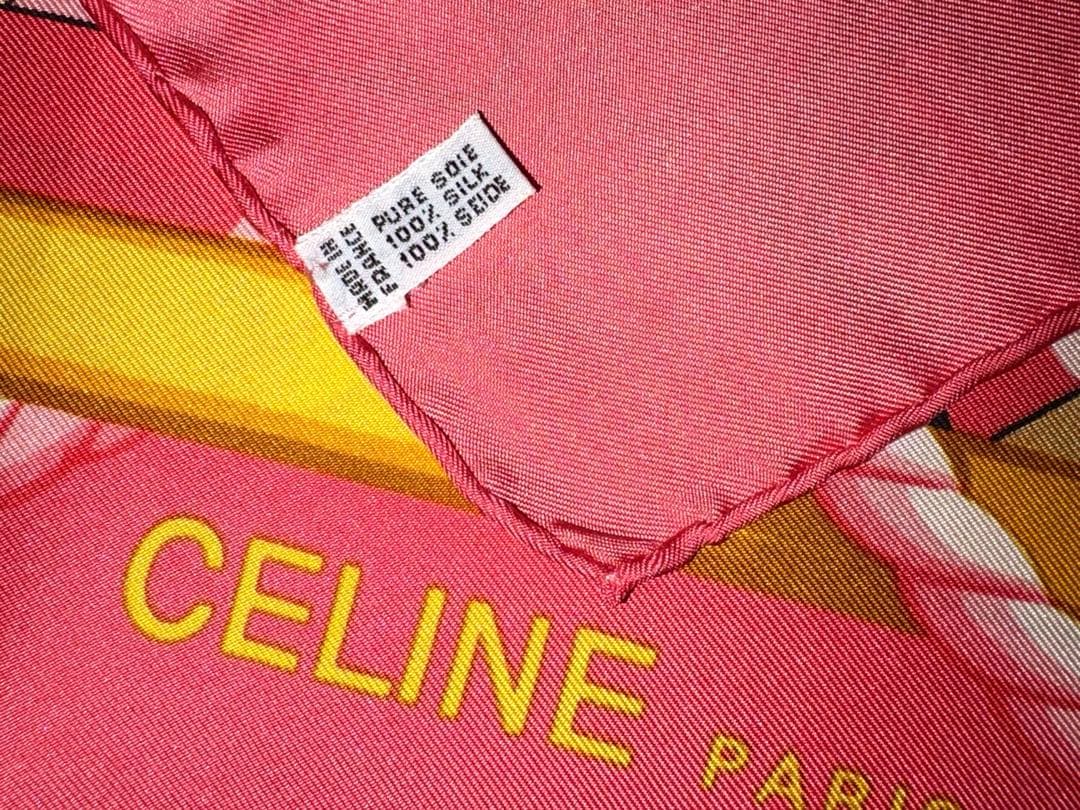 PURE SOIE
100% SILK
100% SEIDE
MADE IN
FRANCE
CELINE
PARIS